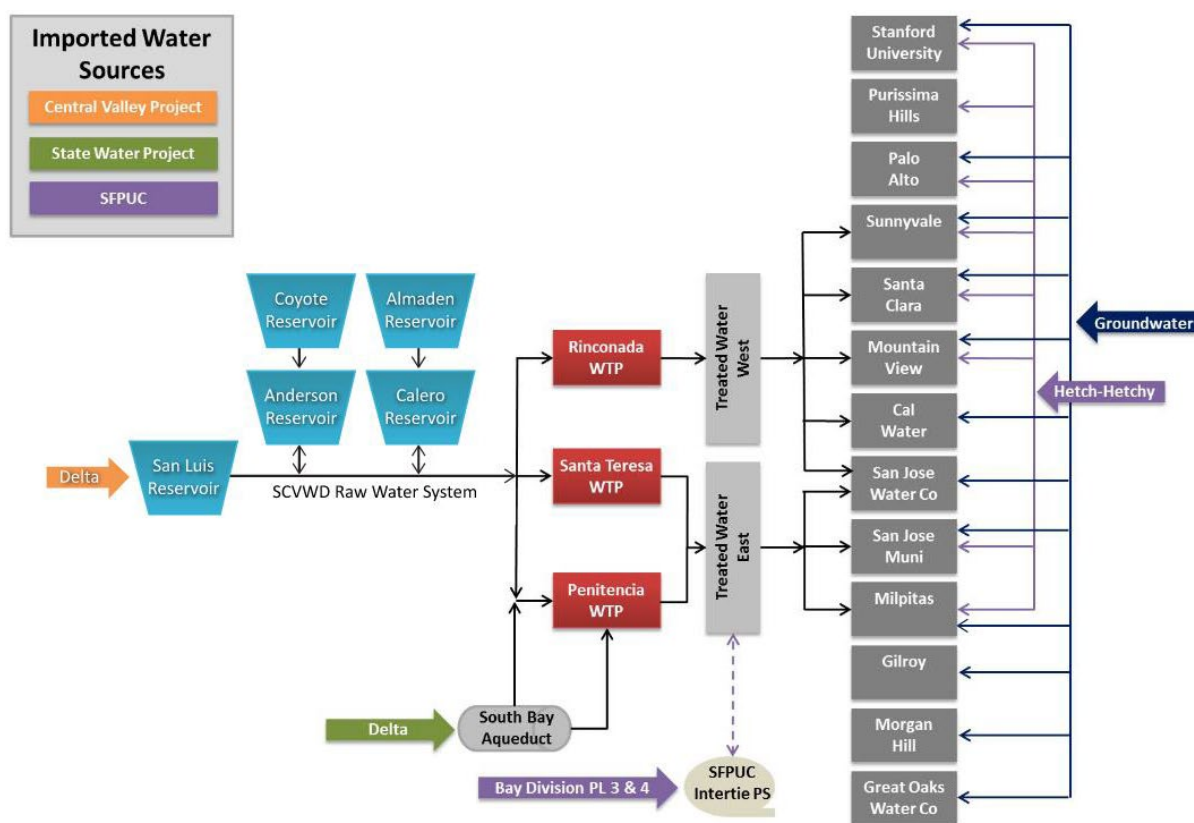 Imported Water
Sources
Central Valley Project
State Water Project
SFPUC
Coyote
Reservoir
Almaden
Reservoir
Anderson
Reservoir
Calero
Reservoir
Delta
San Luis
Reservoir
SCVWD Raw Water System
Rinconada
WTP
Santa Teresa
WTP
Penitencia
WTP
Treated Water
West
Treated Water
East
Delta
South Bay
Aqueduct
Bay Division PL 3 & 4
SFPUC
Intertie PS
Stanford
University
Purissima
Hills
Palo
Alto
Sunnyvale
Santa
Clara
Mountain
View
Cal
Water
San Jose
Water Co
San Jose
Muni
Milpitas
Gilroy
Morgan
Hill
Great Oaks
Water Co
Groundwater
Hetch-Hetchy